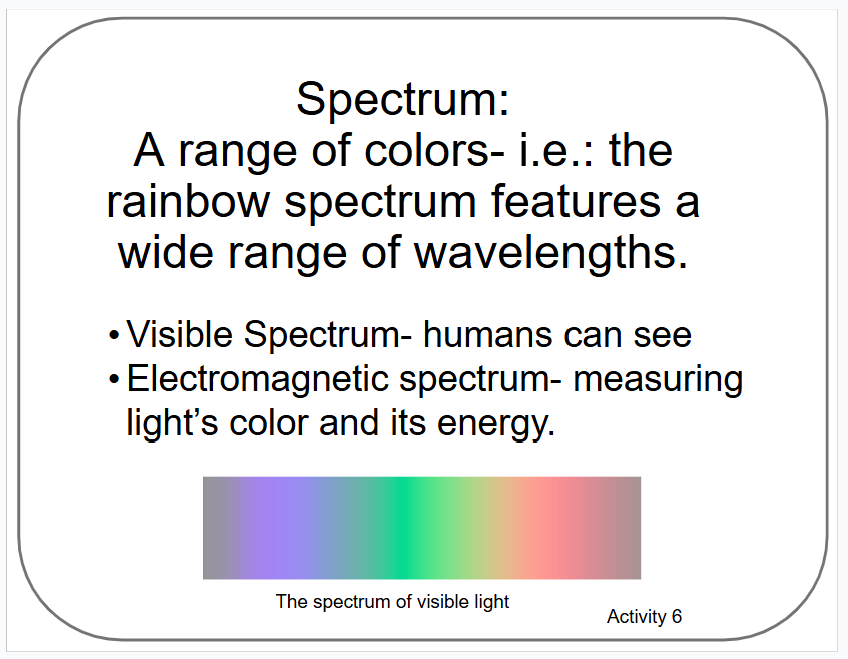 Spectrum:
A range of colors- i.e.: the
rainbow spectrum features a
wide range of wavelengths.
• Visible Spectrum- humans can see
• Electromagnetic spectrum- measuring
light’s color and its energy.
The spectrum of visible light
Activity 6